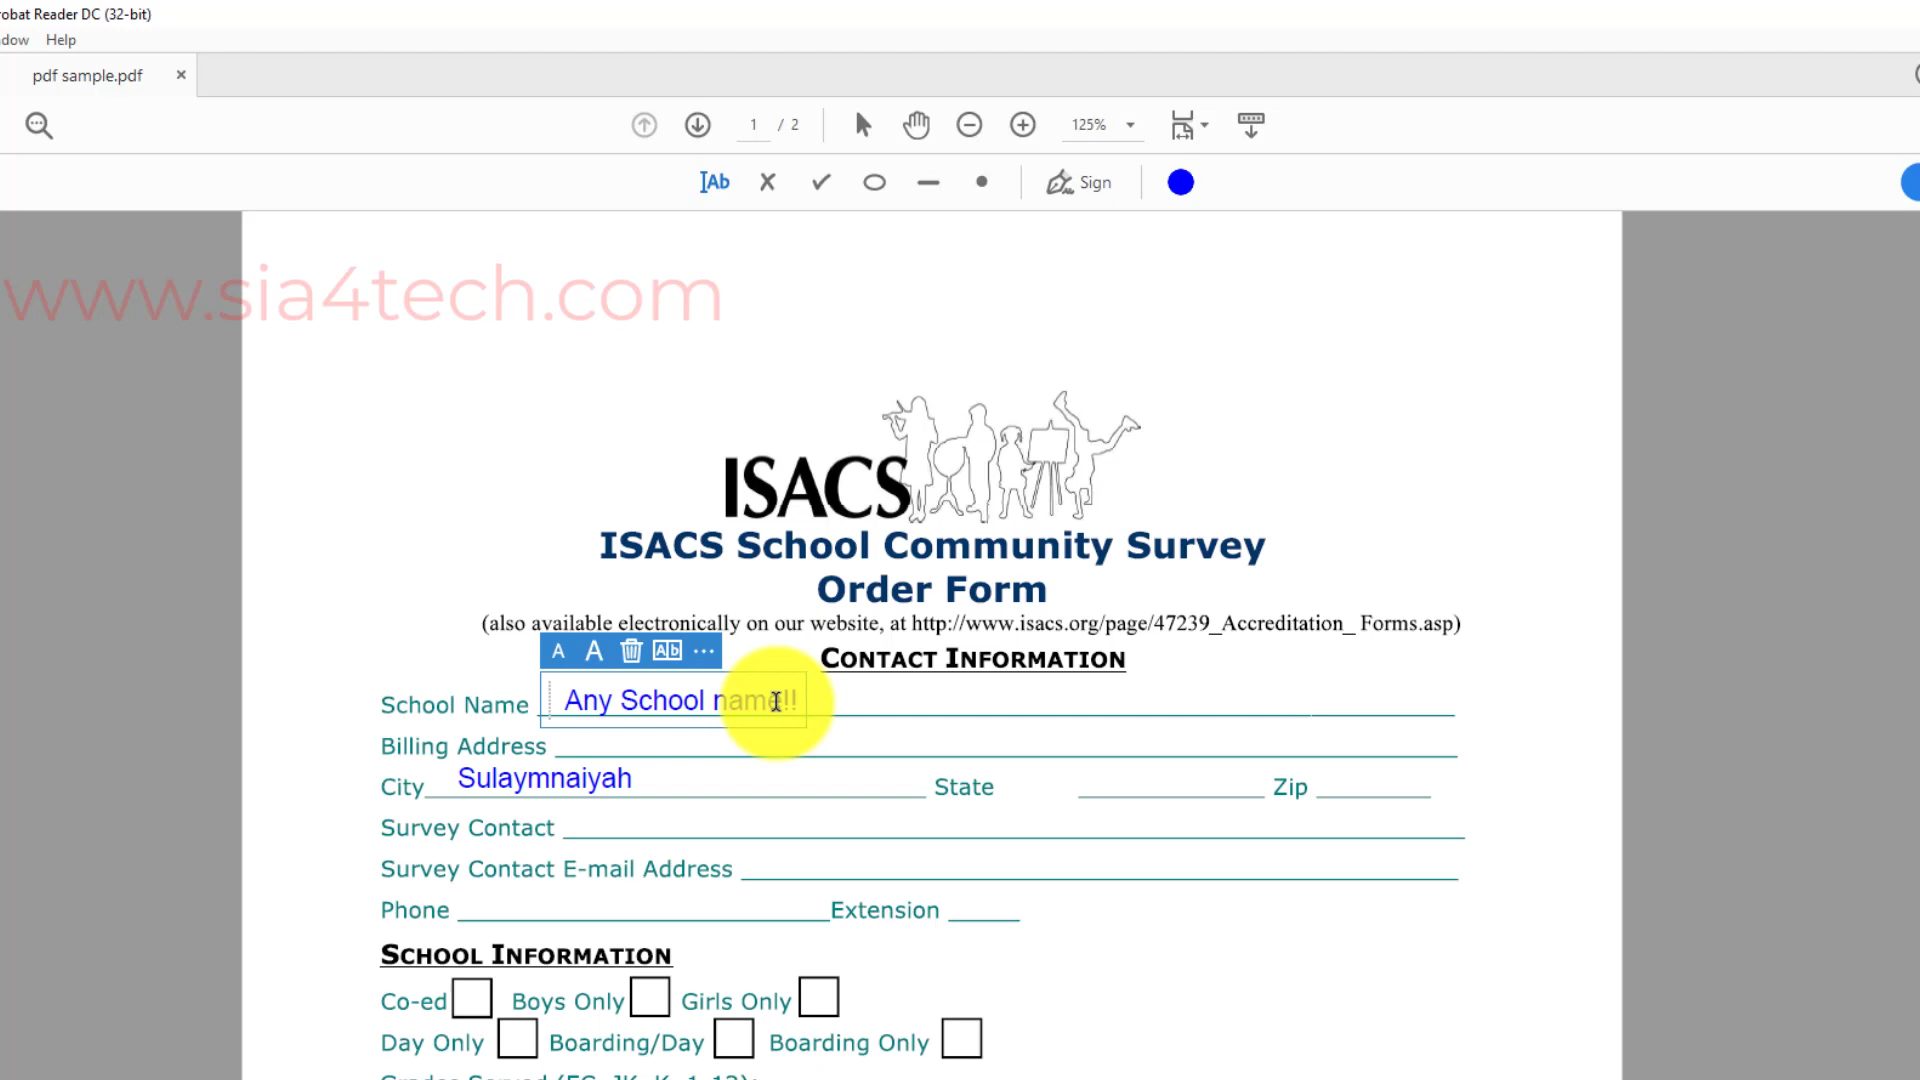 robat Reader DC (32-bit)
dow Help
pdf sample.pdf
1 / 2 125%
Ab Sign
www.sia4tech.com
ISACS
ISACS School Community Survey
Order Form
(also available electronically on our website, at http://www.isacs.org/page/47239_Accreditation_ Forms.asp)
A A Ab ...
CONTACT INFORMATION
School Name Any School name!!
Billing Address
City Sulaymnaiyah State Zip
Survey Contact
Survey Contact E-mail Address
Phone Extension
SCHOOL INFORMATION
Co-ed Boys Only Girls Only
Day Only Boarding/Day Boarding Only